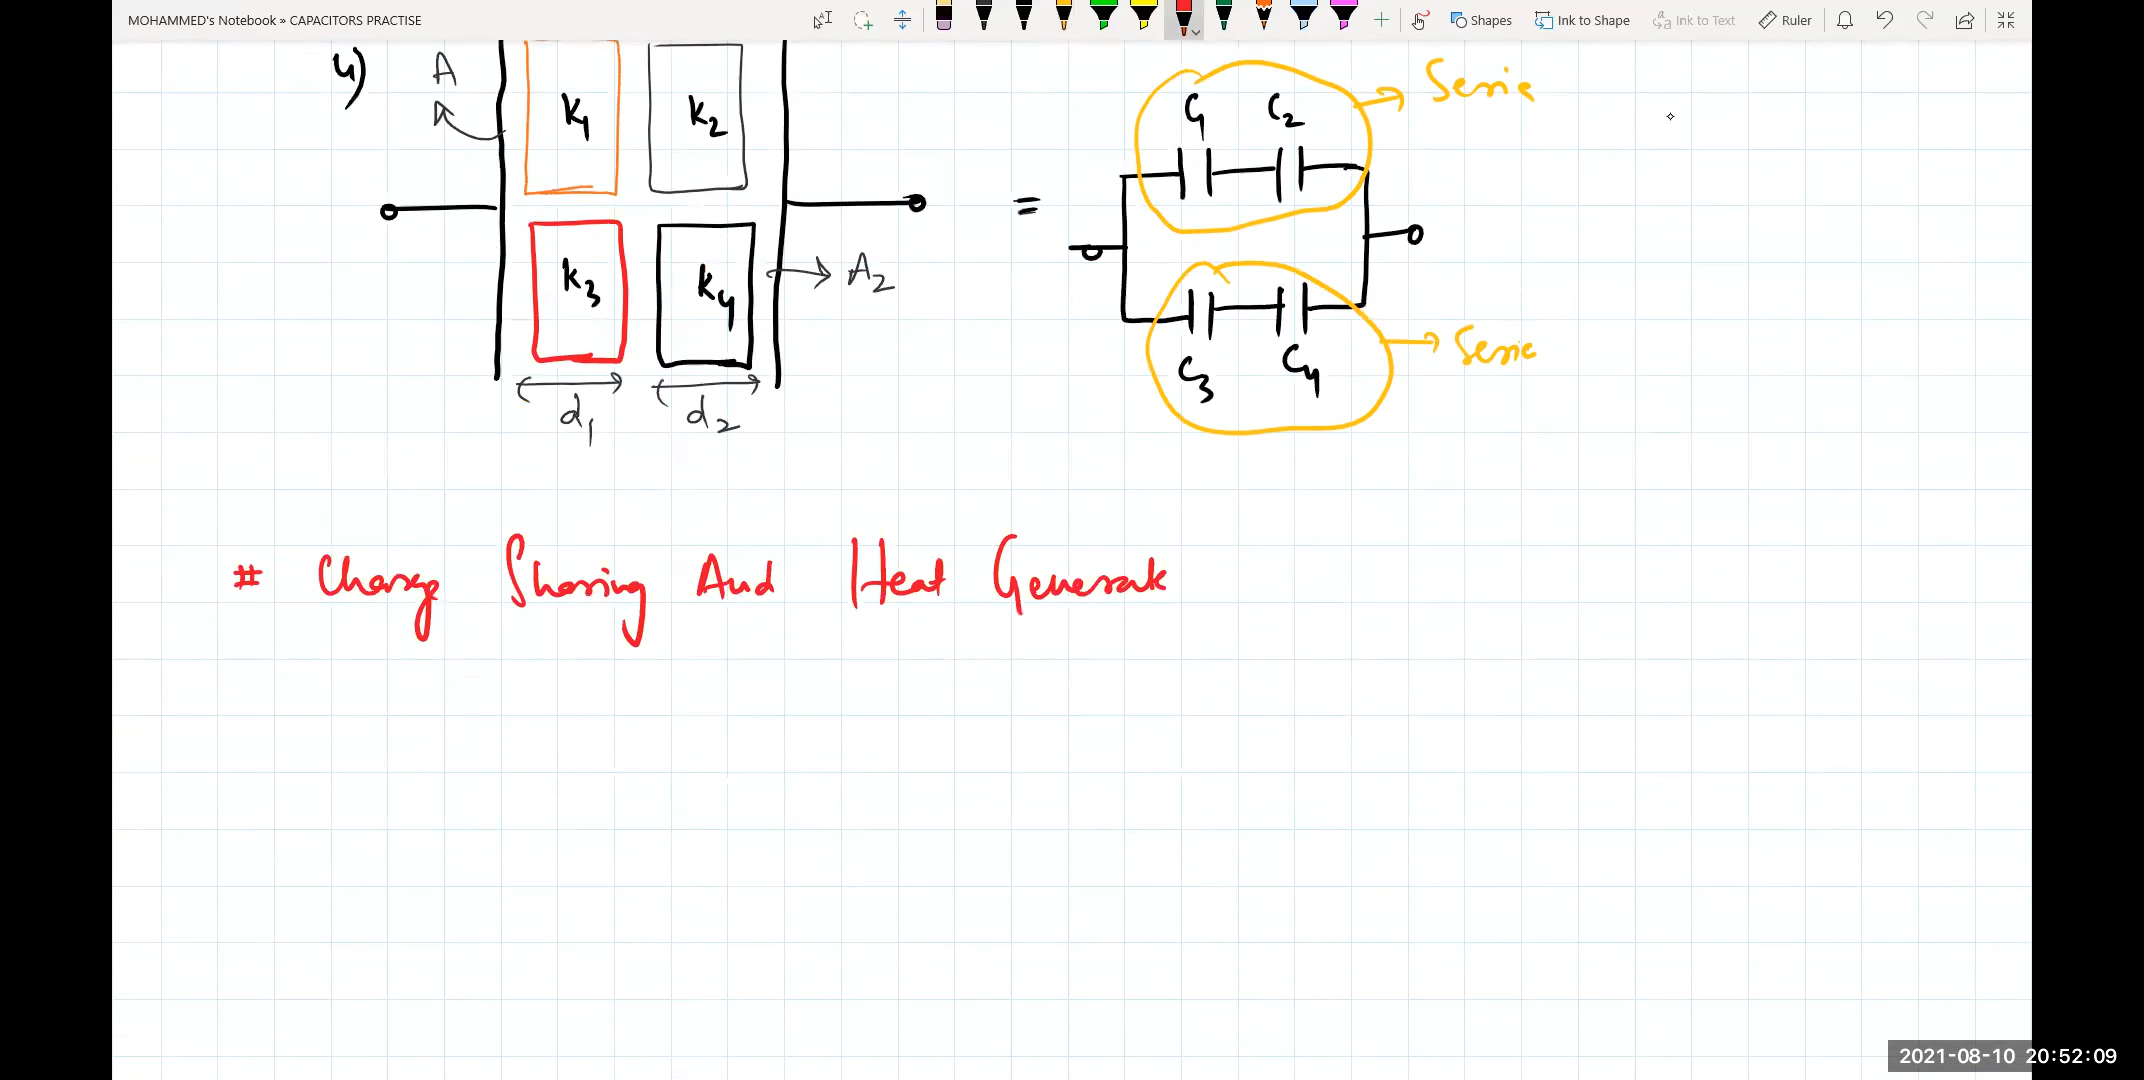 MOHAMMED's Notebook » CAPACITORS PRACTISE
Shapes Ink to Shape Ink to Text Ruler
4) A
K1 K2
C1 C2
Serie
=
K3 K4
A2
C3 C4
Serie
d1 d2
# Charge Sharing And Heat Generate
2021-08-10 20:52:09